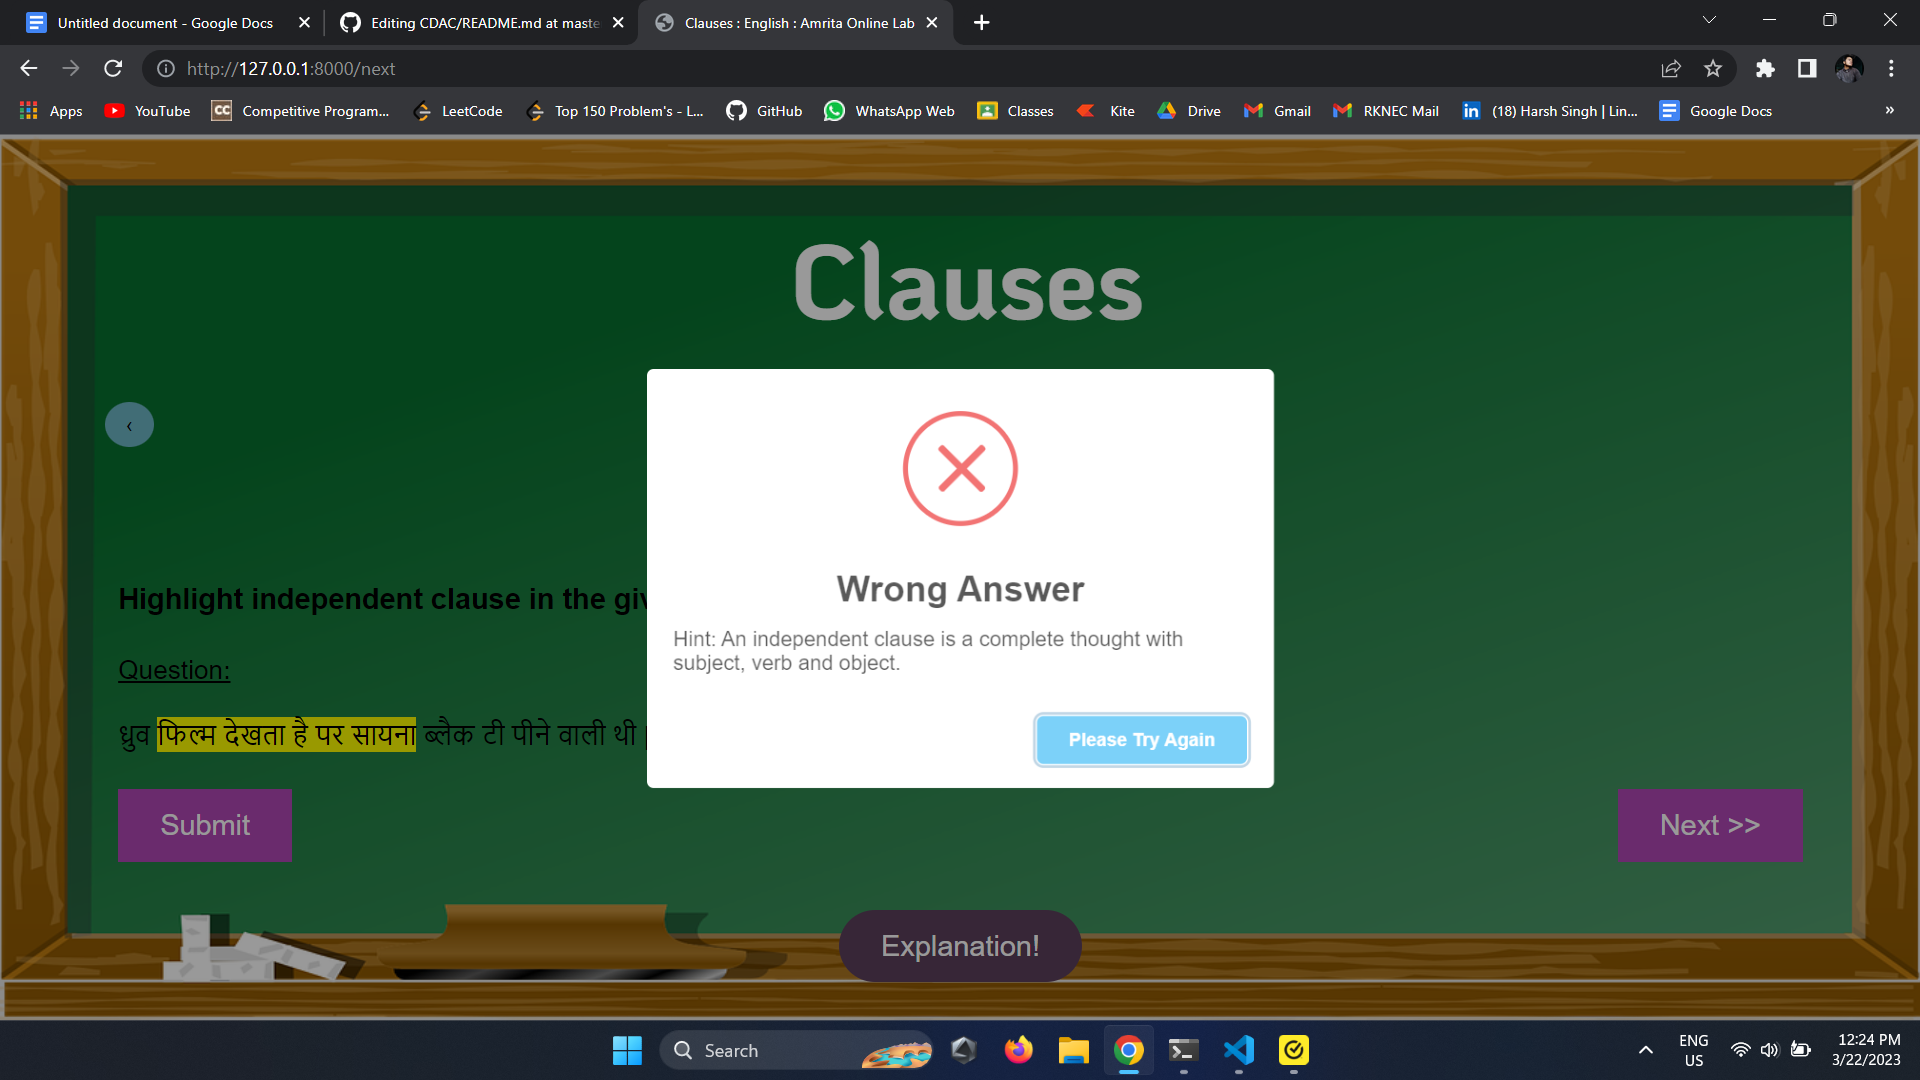 Untitled document - Google Docs
Editing CDAC/README.md at maste
Clauses : English : Amrita Online Lab
http://127.0.0.1:8000/next
Apps
YouTube
CC
Competitive Program...
LeetCode
Top 150 Problem's - L...
GitHub
WhatsApp Web
Classes
Kite
Drive
Gmail
RKNEC Mail
in
(18) Harsh Singh | Lin...
Google Docs
»
Clauses
‹
Wrong Answer
Hint: An independent clause is a complete thought with
subject, verb and object.
Please Try Again
Highlight independent clause in the giv
Question:
ध्रुव फिल्म देखता है पर सायना ब्लैक टी पीने वाली थी
Submit
Next >>
Explanation!
Search
ENG
US
12:24 PM
3/22/2023